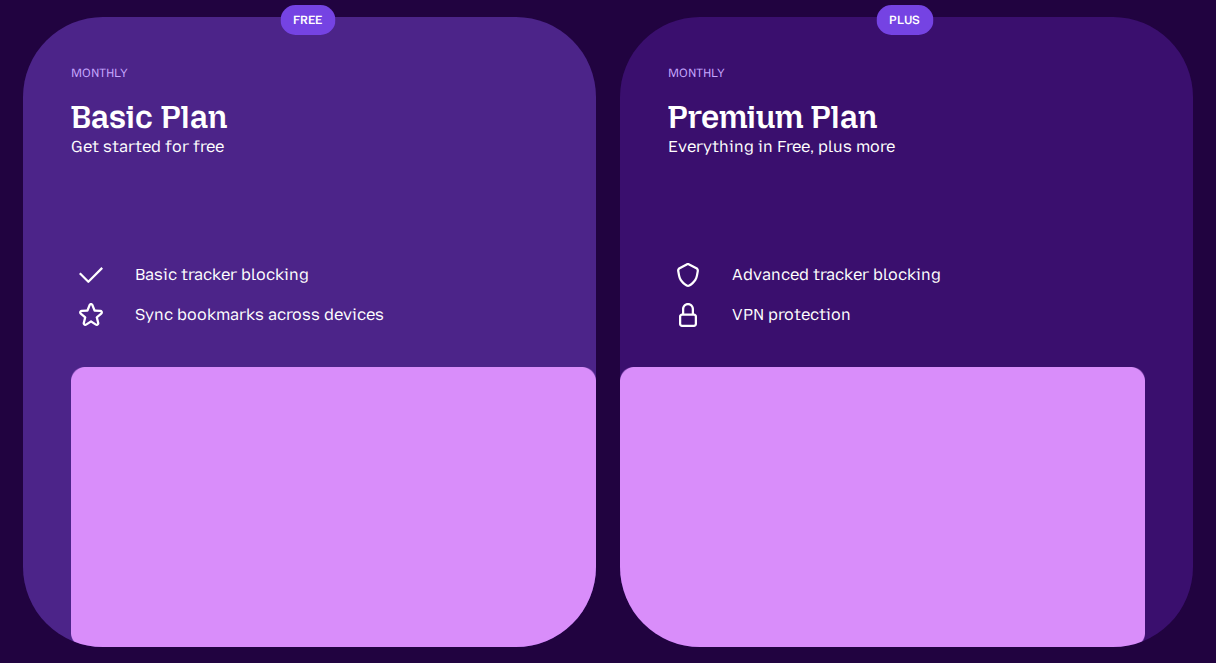 FREE
MONTHLY
Basic Plan
Get started for free
Basic tracker blocking
Sync bookmarks across devices
PLUS
MONTHLY
Premium Plan
Everything in Free, plus more
Advanced tracker blocking
VPN protection